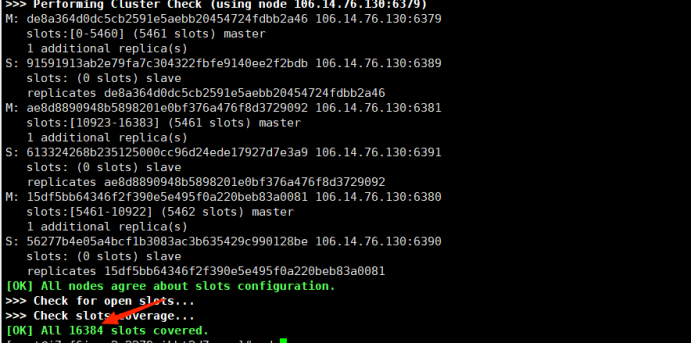 >>> Performing Cluster Check (using node 106.14.76.130:6379)
M: de8a364d0dc5cb2591e5aebb20454724fdbb2a46 106.14.76.130:6379
slots:[0-5460] (5461 slots) master
1 additional replica(s)
S: 91591913ab2e79fa7c304322fbfe9140ee2f2bdb 106.14.76.130:6389
slots: (0 slots) slave
replicates de8a364d0dc5cb2591e5aebb20454724fdbb2a46
M: ae8d8890948b5898201e0bf376a476f8d3729092 106.14.76.130:6381
slots:[10923-16383] (5461 slots) master
1 additional replica(s)
S: 613324268b235125000cc96d24ede17927d7e3a9 106.14.76.130:6391
slots: (0 slots) slave
replicates ae8d8890948b5898201e0bf376a476f8d3729092
M: 15df5bb64346f2f390e5e495f0a220beb83a0081 106.14.76.130:6380
slots:[5461-10922] (5462 slots) master
1 additional replica(s)
S: 56277b4e05a4bcf1b3083ac3b635429c990128be 106.14.76.130:6390
slots: (0 slots) slave
replicates 15df5bb64346f2f390e5e495f0a220beb83a0081
[OK] All nodes agree about slots configuration.
>>> Check for open slots...
>>> Check slots coverage...
[OK] All 16384 slots covered.